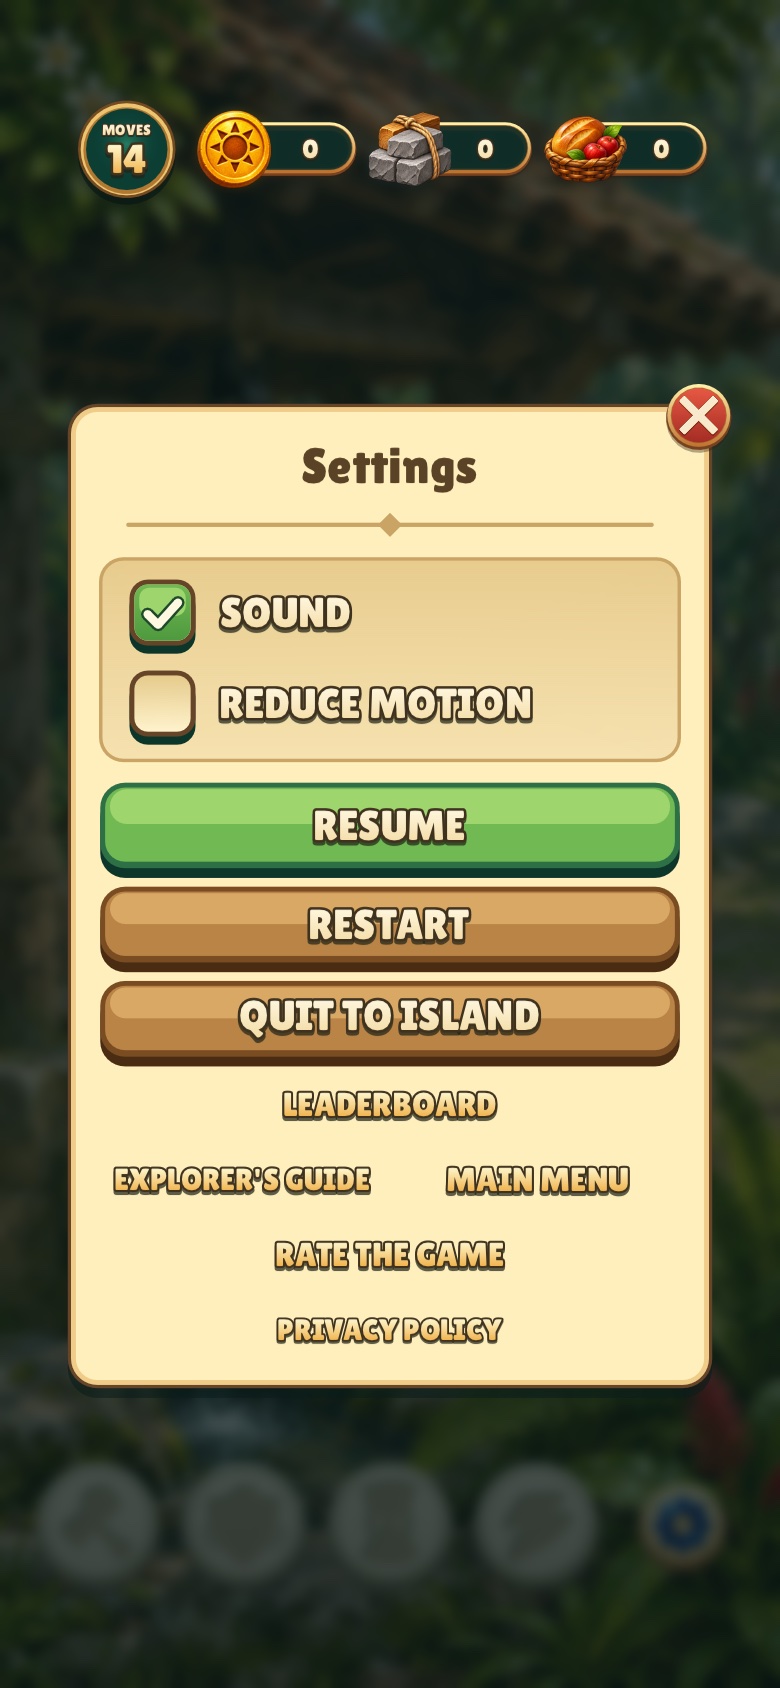 MOVES
14
0
0
0
Settings
SOUND
REDUCE MOTION
RESUME
RESTART
QUIT TO ISLAND
LEADERBOARD
EXPLORER'S GUIDE MAIN MENU
RATE THE GAME
PRIVACY POLICY